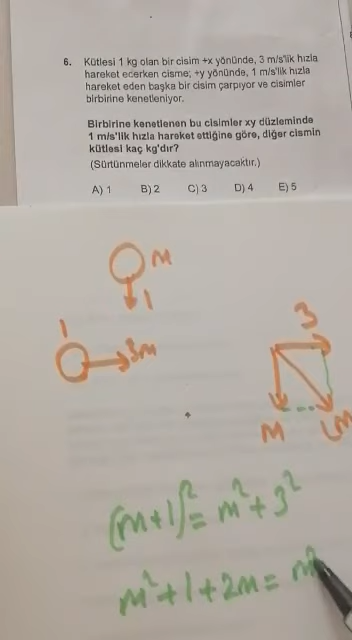 6. Kütlesi 1 kg olan bir cisim +x yönünde, 3 m/s'lik hızla
hareket ederken cisme; +y yönünde, 1 m/s'lik hızla
hareket eden başka bir cisim çarpıyor ve cisimler
birbirine kenetleniyor.
Birbirine kenetlenen bu cisimler xy düzleminde
1 m/s'lik hızla hareket ettiğine göre, diğer cismin
kütlesi kaç kg'dır?
(Sürtünmeler dikkate alınmayacaktır.)
A) 1 B) 2 C) 3 D) 4 E) 5
m
1
1
3m
3
m
(m+1)² = m² + 3²
m² + 1 + 2m = m²